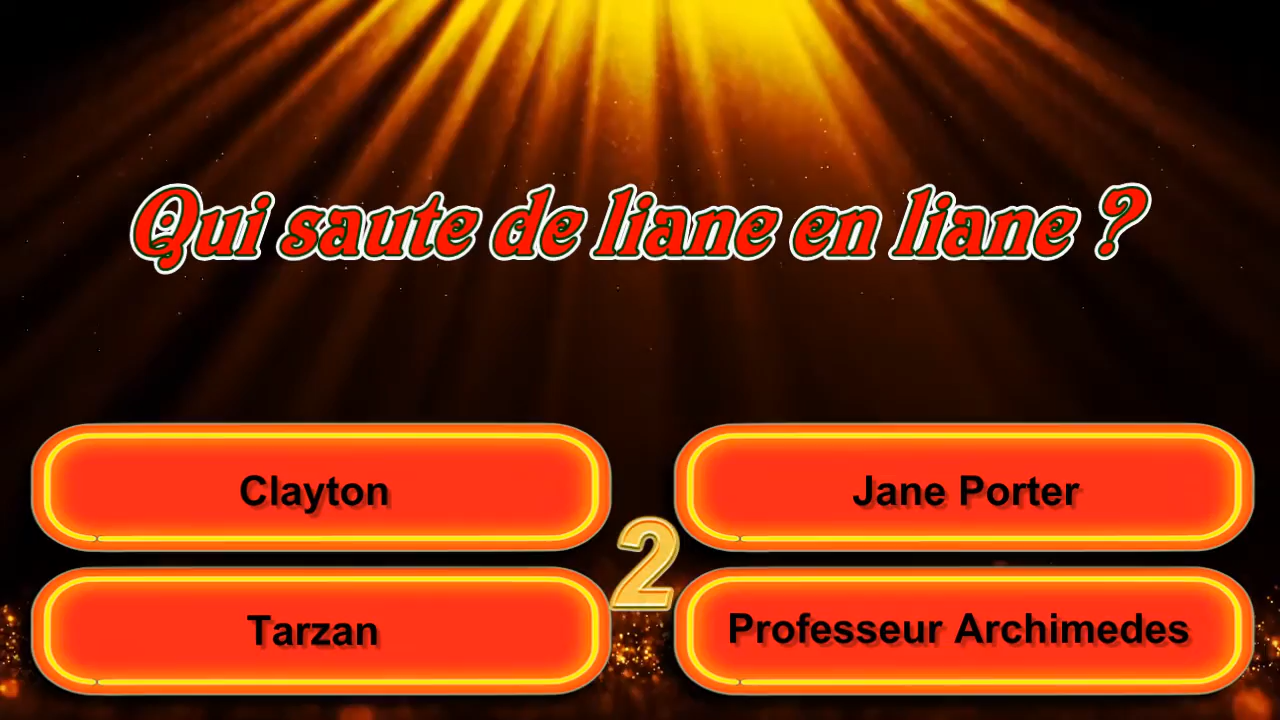 Qui saute de liane en liane ?
Clayton
Jane Porter
2
Tarzan
Professeur Archimedes